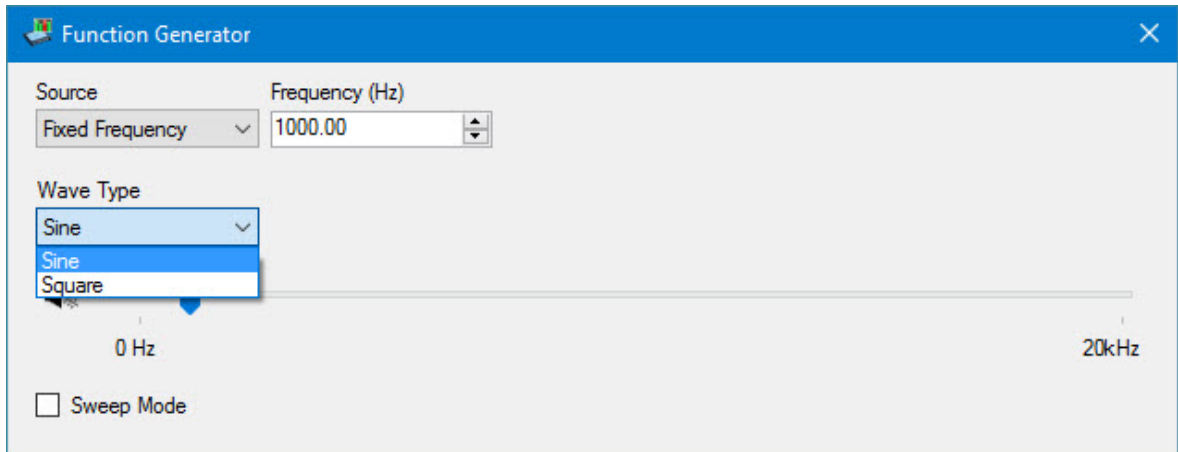 Function Generator
Source Frequency (Hz)
Fixed Frequency 1000.00
Wave Type
Sine
Sine
Square
0 Hz 20kHz
Sweep Mode